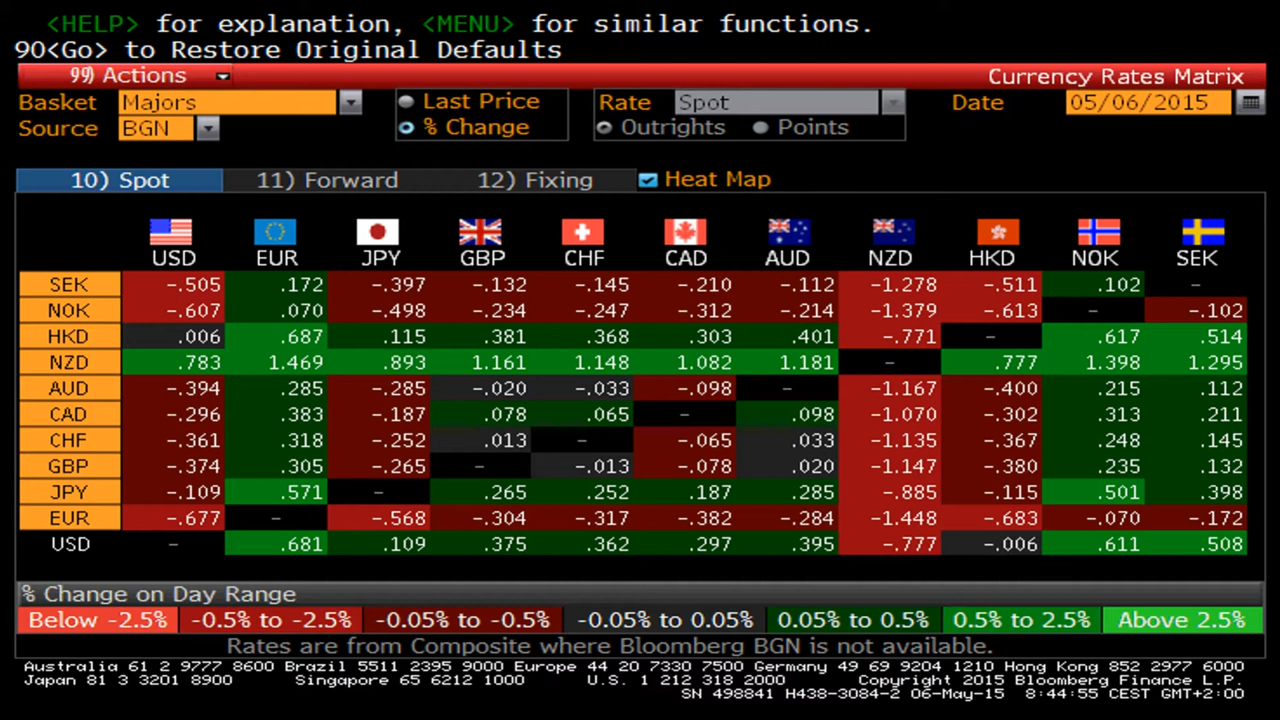 <HELP> for explanation, <MENU> for similar functions.
90<Go> to Restore Original Defaults
99) Actions Currency Rates Matrix
Basket Majors Last Price Rate Spot Date 05/06/2015
Source BGN % Change Outrights Points
10) Spot 11) Forward 12) Fixing Heat Map
USD EUR JPY GBP CHF CAD AUD NZD HKD NOK SEK
SEK -.505 .172 -.397 -.132 -.145 -.210 -.112 -1.278 -.511 .102 -
NOK -.607 .070 -.498 -.234 -.247 -.312 -.214 -1.379 -.613 - -.102
HKD .006 .687 .115 .381 .368 .303 .401 -.771 - .617 .514
NZD .783 1.469 .893 1.161 1.148 1.082 1.181 - .777 1.398 1.295
AUD -.394 .285 -.285 -.020 -.033 -.098 - -1.167 -.400 .215 .112
CAD -.296 .383 -.187 .078 .065 - .098 -1.070 -.302 .313 .211
CHF -.361 .318 -.252 .013 - -.065 .033 -1.135 -.367 .248 .145
GBP -.374 .305 -.265 - -.013 -.078 .020 -1.147 -.380 .235 .132
JPY -.109 .571 - .265 .252 .187 .285 -.885 -.115 .501 .398
EUR -.677 - -.568 -.304 -.317 -.382 -.284 -1.448 -.683 -.070 -.172
USD - .681 .109 .375 .362 .297 .395 -.777 -.006 .611 .508
% Change on Day Range
Below -2.5% -0.5% to -2.5% -0.05% to -0.5% -0.05% to 0.05% 0.05% to 0.5% 0.5% to 2.5% Above 2.5%
Rates are from Composite where Bloomberg BGN is not available.
Australia 61 2 9777 8600 Brazil 5511 2395 9000 Europe 44 20 7330 7500 Germany 49 69 9204 1210 Hong Kong 852 2977 6000
Japan 81 3 3201 8900 Singapore 65 6212 1000 U.S. 1 212 318 2000 Copyright 2015 Bloomberg Finance L.P.
SN 498841 H438-3084-2 06-May-15 8:44:55 CEST GMT+2:00